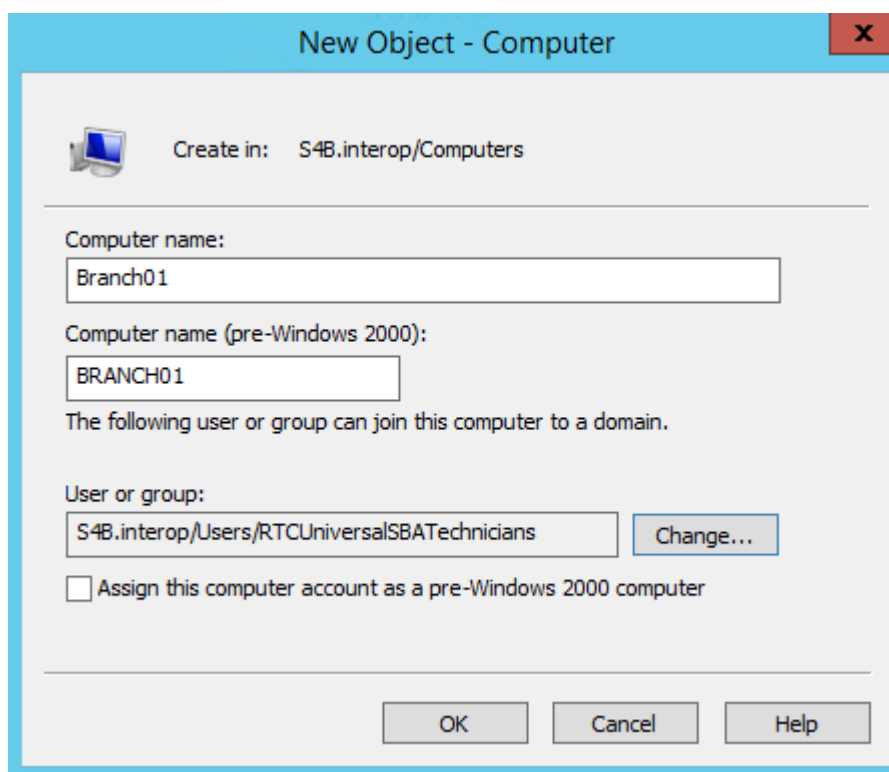 New Object - Computer
x
Create in: S4B.interop/Computers
Computer name:
Branch01
Computer name (pre-Windows 2000):
BRANCH01
The following user or group can join this computer to a domain.
User or group:
S4B.interop/Users/RTCUniversalSBATechnicians Change...
Assign this computer account as a pre-Windows 2000 computer
OK Cancel Help